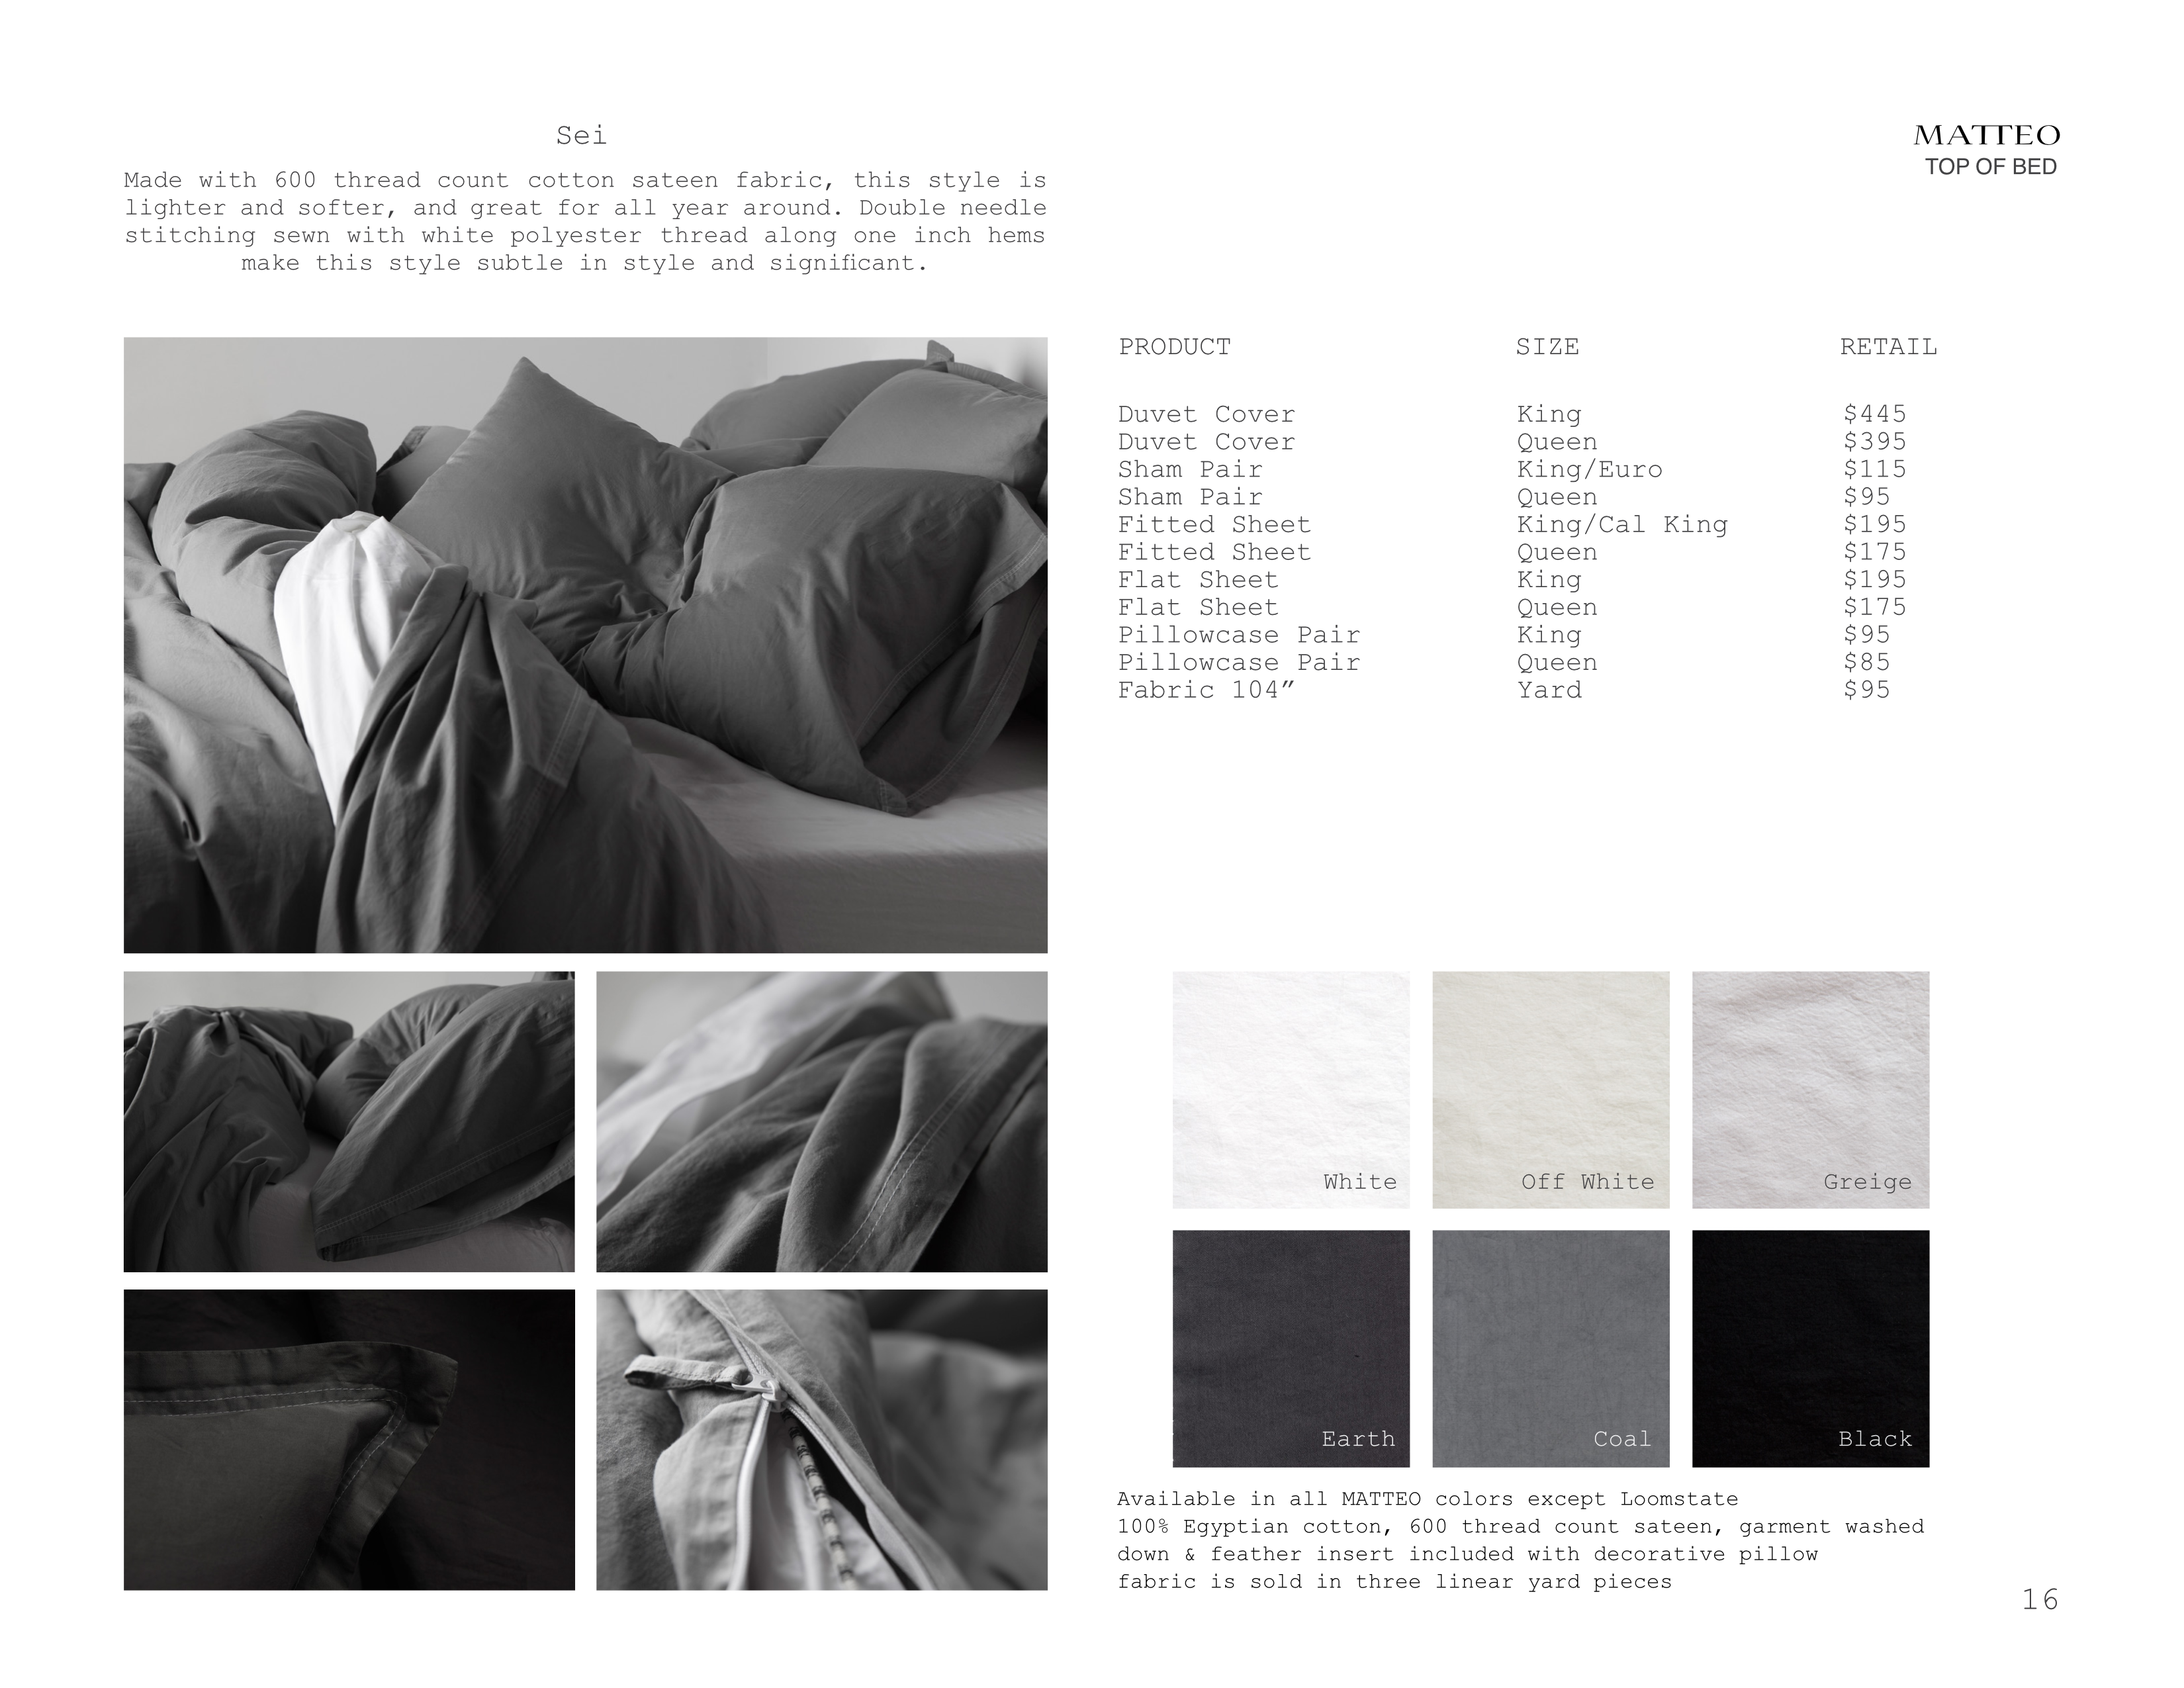 Sei
Made with 600 thread count cotton sateen fabric, this style is
lighter and softer, and great for all year around. Double needle
stitching sewn with white polyester thread along one inch hems
make this style subtle in style and significant.
MATTEO
TOP OF BED
PRODUCT SIZE RETAIL
Duvet Cover King $445
Duvet Cover Queen $395
Sham Pair King/Euro $115
Sham Pair Queen $95
Fitted Sheet King/Cal King $195
Fitted Sheet Queen $175
Flat Sheet King $195
Flat Sheet Queen $175
Pillowcase Pair King $95
Pillowcase Pair Queen $85
Fabric 104” Yard $95
White Off White Greige
Earth Coal Black
Available in all MATTEO colors except Loomstate
100% Egyptian cotton, 600 thread count sateen, garment washed
down & feather insert included with decorative pillow
fabric is sold in three linear yard pieces
16